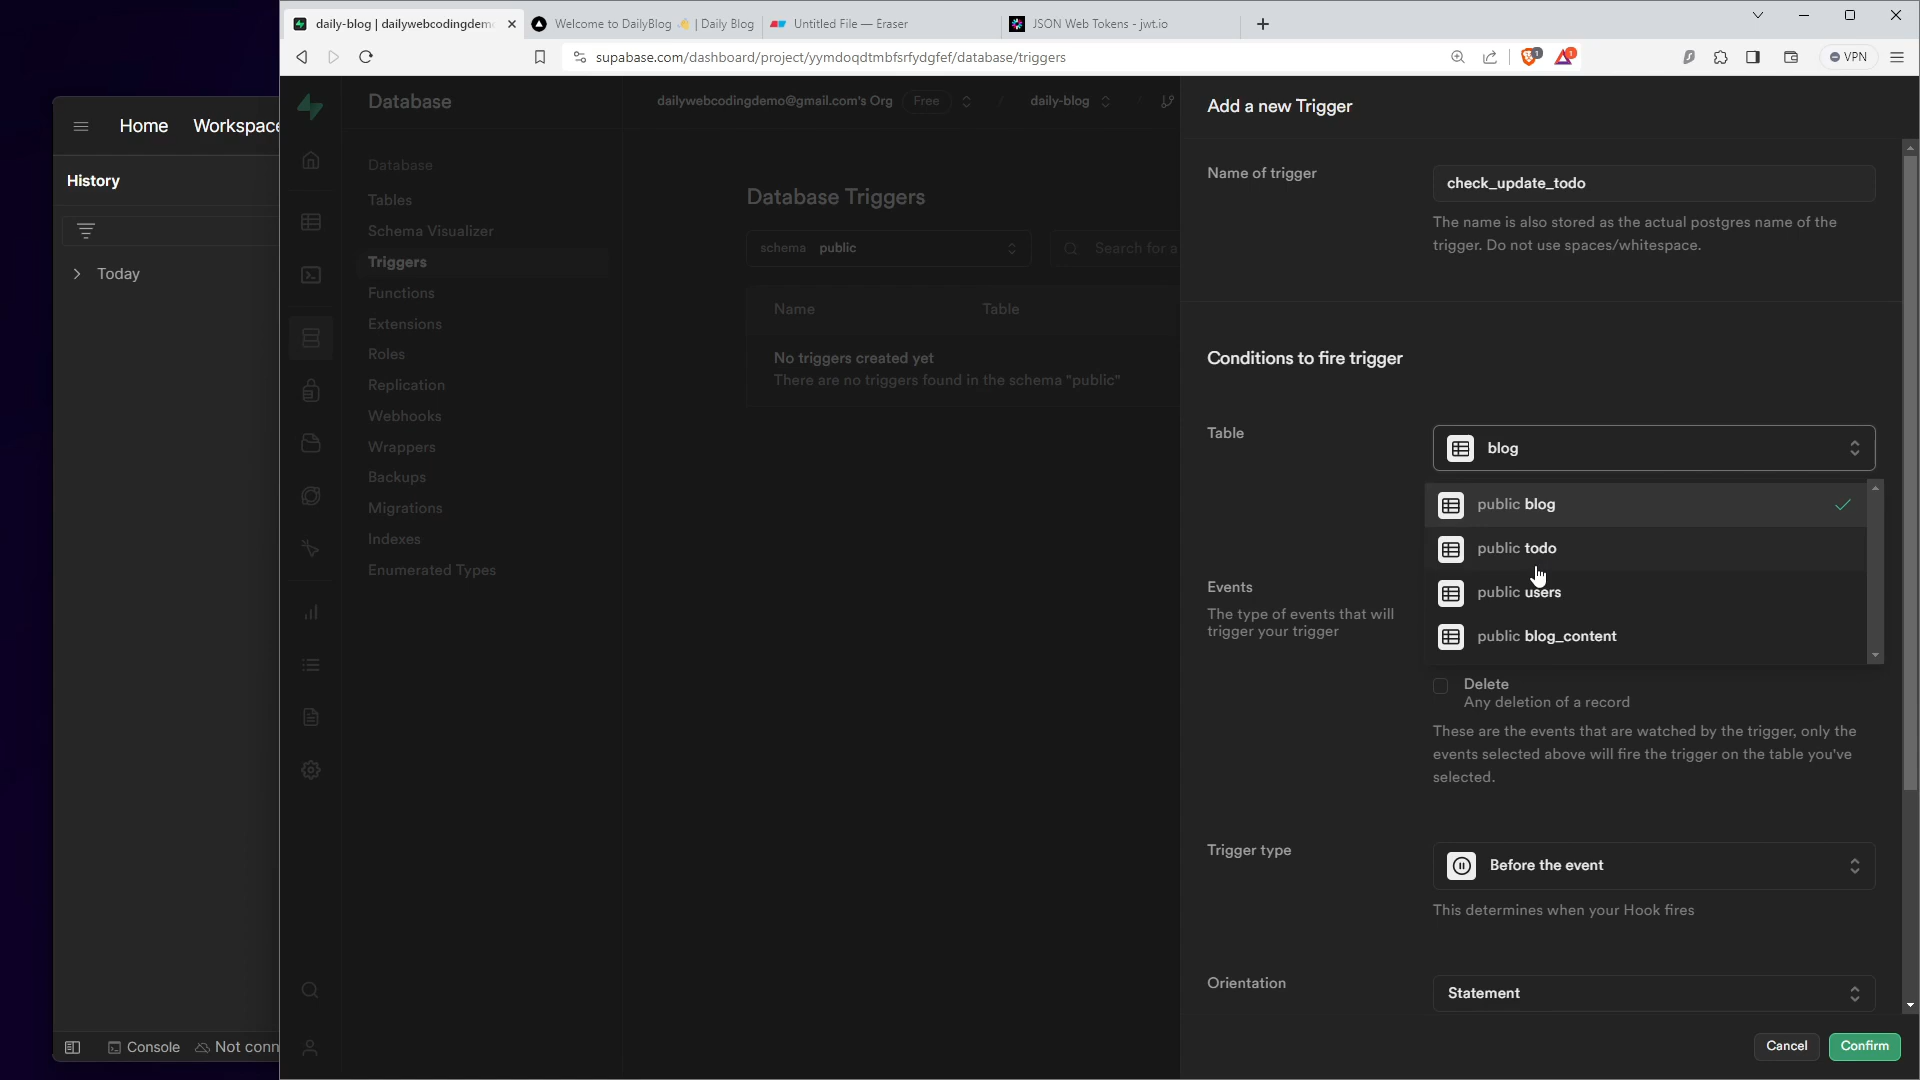 daily-blog | dailywebcodingdem
Welcome to DailyBlog 👋 | Daily Blog
Untitled File — Eraser
JSON Web Tokens - jwt.io
supabase.com/dashboard/project/yymdoqdtmbfsrfydgfef/database/triggers
1
1
VPN
Home
Workspace
History
Today
Console
Not conn
Database
dailywebcodingdemo@gmail.com's Org
Free
/
daily-blog
/
Database
Tables
Schema Visualizer
Triggers
Functions
Extensions
Roles
Replication
Webhooks
Wrappers
Backups
Migrations
Indexes
Enumerated Types
Database Triggers
schema public
Search for a
Name
Table
No triggers created yet
There are no triggers found in the schema "public"
Add a new Trigger
Name of trigger
check_update_todo
The name is also stored as the actual postgres name of the
trigger. Do not use spaces/whitespace.
Conditions to fire trigger
Table
blog
public blog
public todo
public users
public blog_content
Events
The type of events that will
trigger your trigger
Delete
Any deletion of a record
These are the events that are watched by the trigger, only the
events selected above will fire the trigger on the table you've
selected.
Trigger type
Before the event
This determines when your Hook fires
Orientation
Statement
Cancel
Confirm